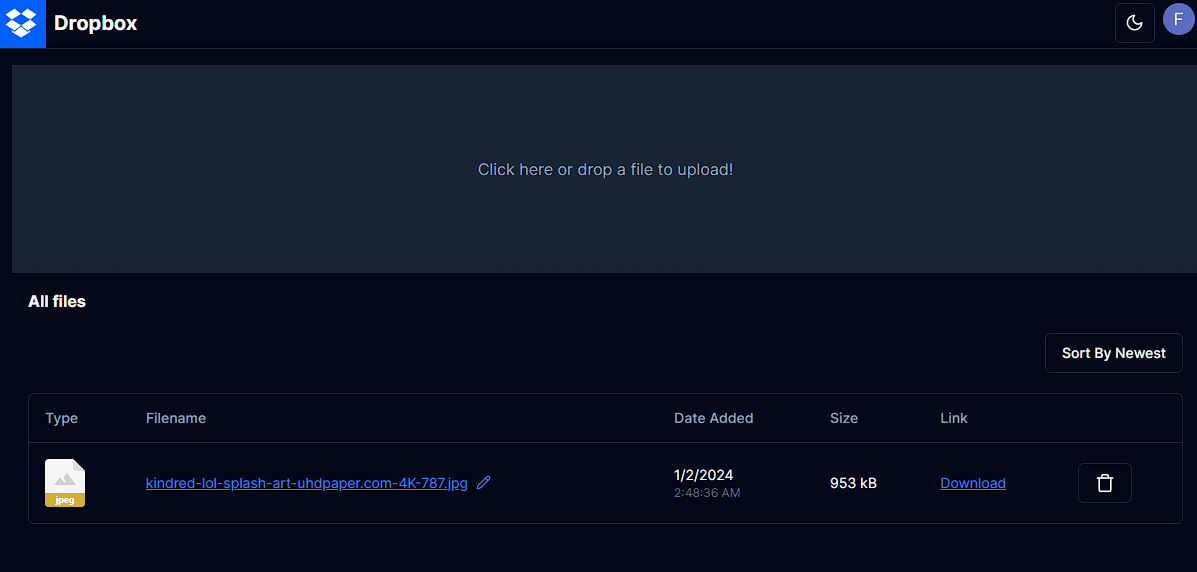 Dropbox
F
Click here or drop a file to upload!
All files
Sort By Newest
Type Filename Date Added Size Link
jpeg kindred-lol-splash-art-uhdpaper.com-4K-787.jpg 1/2/2024 953 kB Download
2:48:36 AM